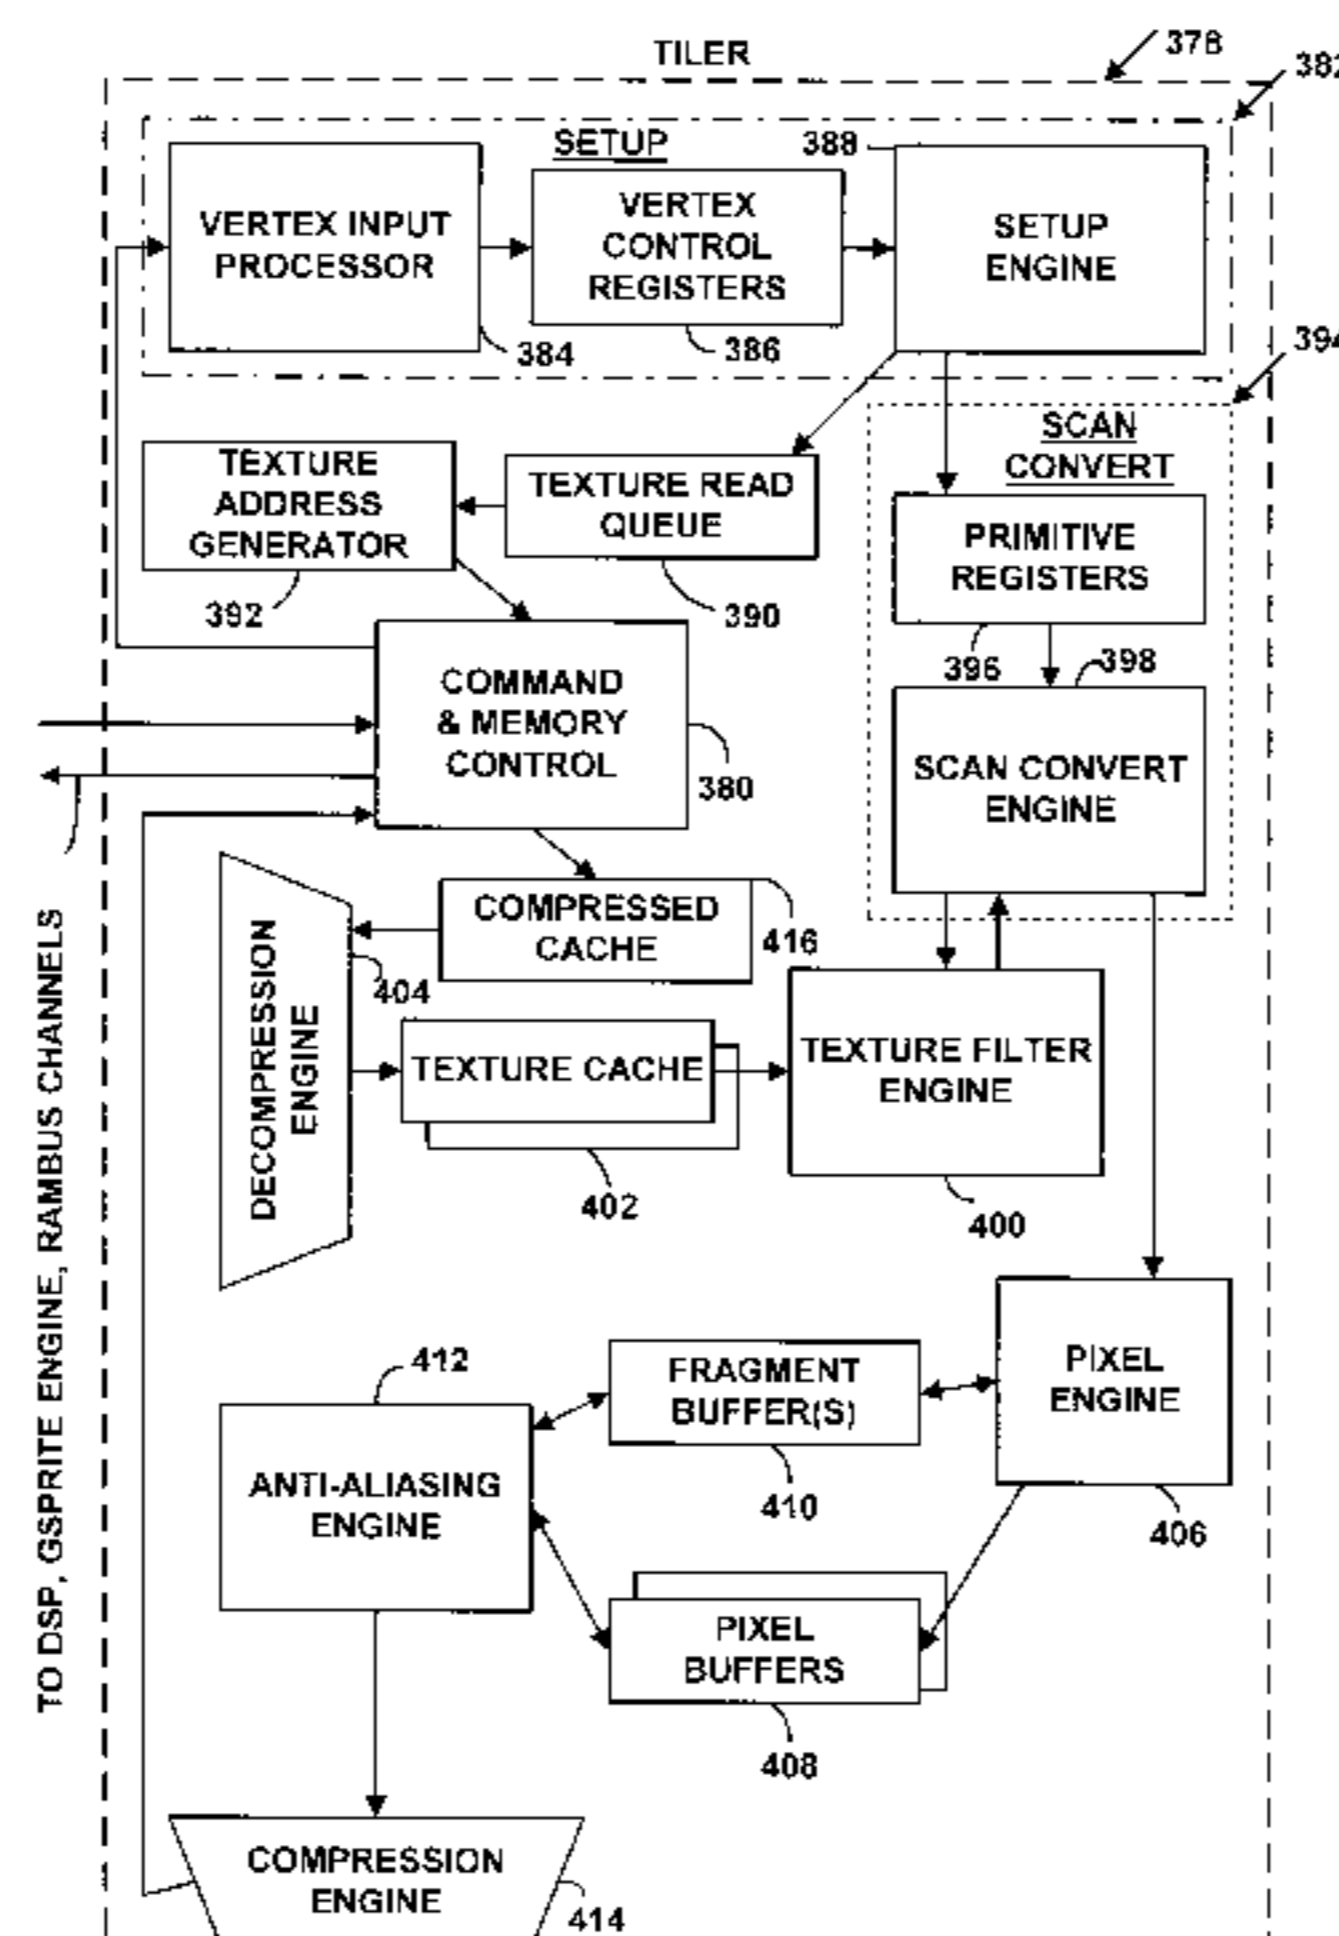 TILER
378
382
SETUP
388
VERTEX INPUT
PROCESSOR
VERTEX
CONTROL
REGISTERS
SETUP
ENGINE
384
386
394
SCAN
CONVERT
TEXTURE
ADDRESS
GENERATOR
TEXTURE READ
QUEUE
PRIMITIVE
REGISTERS
392
390
396
398
COMMAND
& MEMORY
CONTROL
380
SCAN CONVERT
ENGINE
COMPRESSED
CACHE
416
DECOMPRESSION
ENGINE
404
TEXTURE CACHE
402
TEXTURE FILTER
ENGINE
400
TO DSP, GSPRITE ENGINE, RAMBUS CHANNELS
412
FRAGMENT
BUFFER(S)
410
PIXEL
ENGINE
406
ANTI-ALIASING
ENGINE
PIXEL
BUFFERS
408
COMPRESSION
ENGINE
414